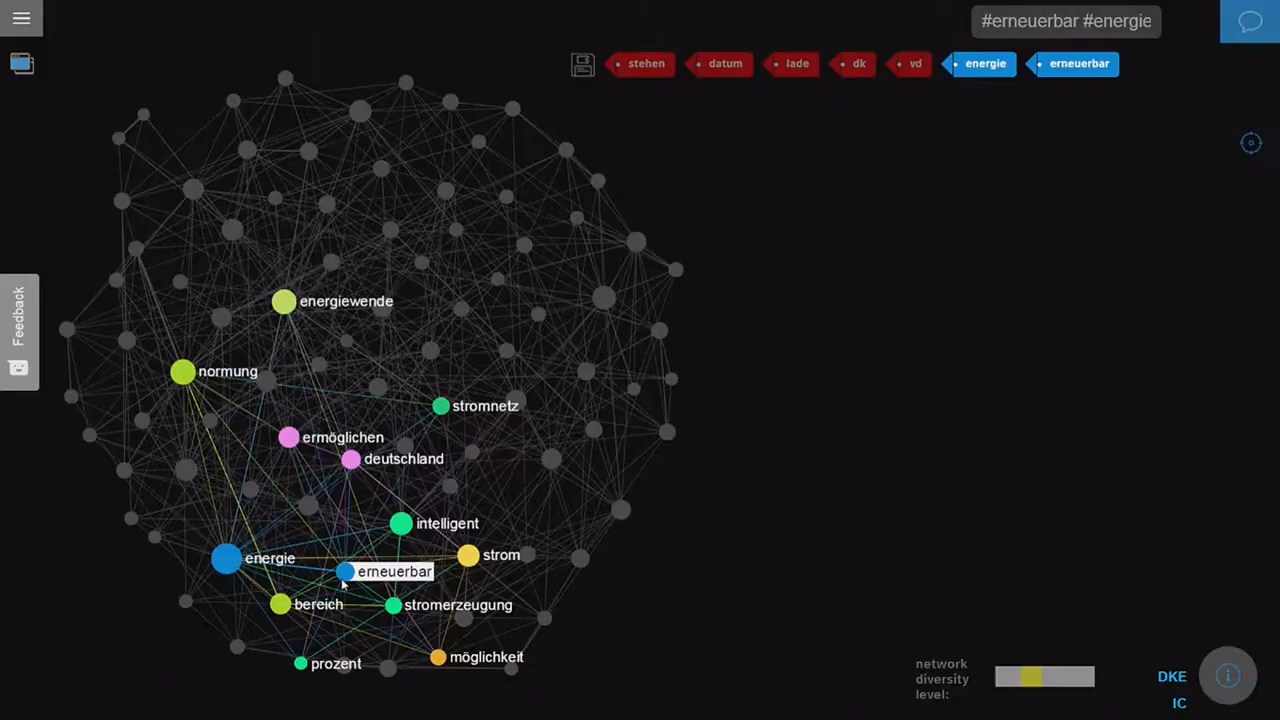 #erneuerbar #energie
stehen
datum
lade
dk
vd
energie
erneuerbar
Feedback
energiewende
normung
stromnetz
ermöglichen
deutschland
intelligent
energie
strom
erneuerbar
bereich
stromerzeugung
prozent
möglichkeit
network
diversity
level:
DKE
IC